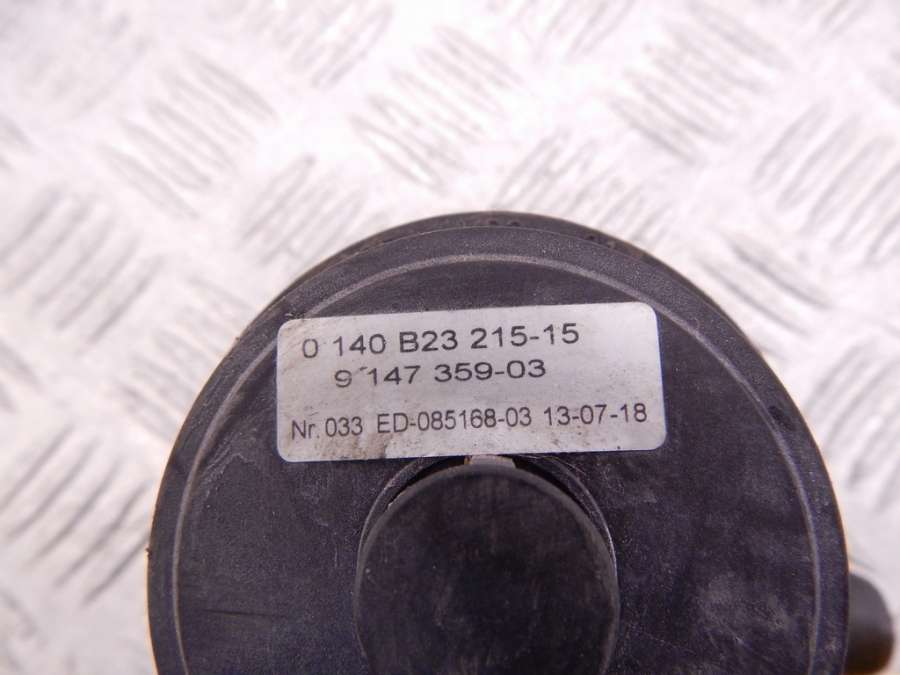 0 140 B23 215-15
9 147 359-03
Nr. 033 ED-085168-03 13-07-18